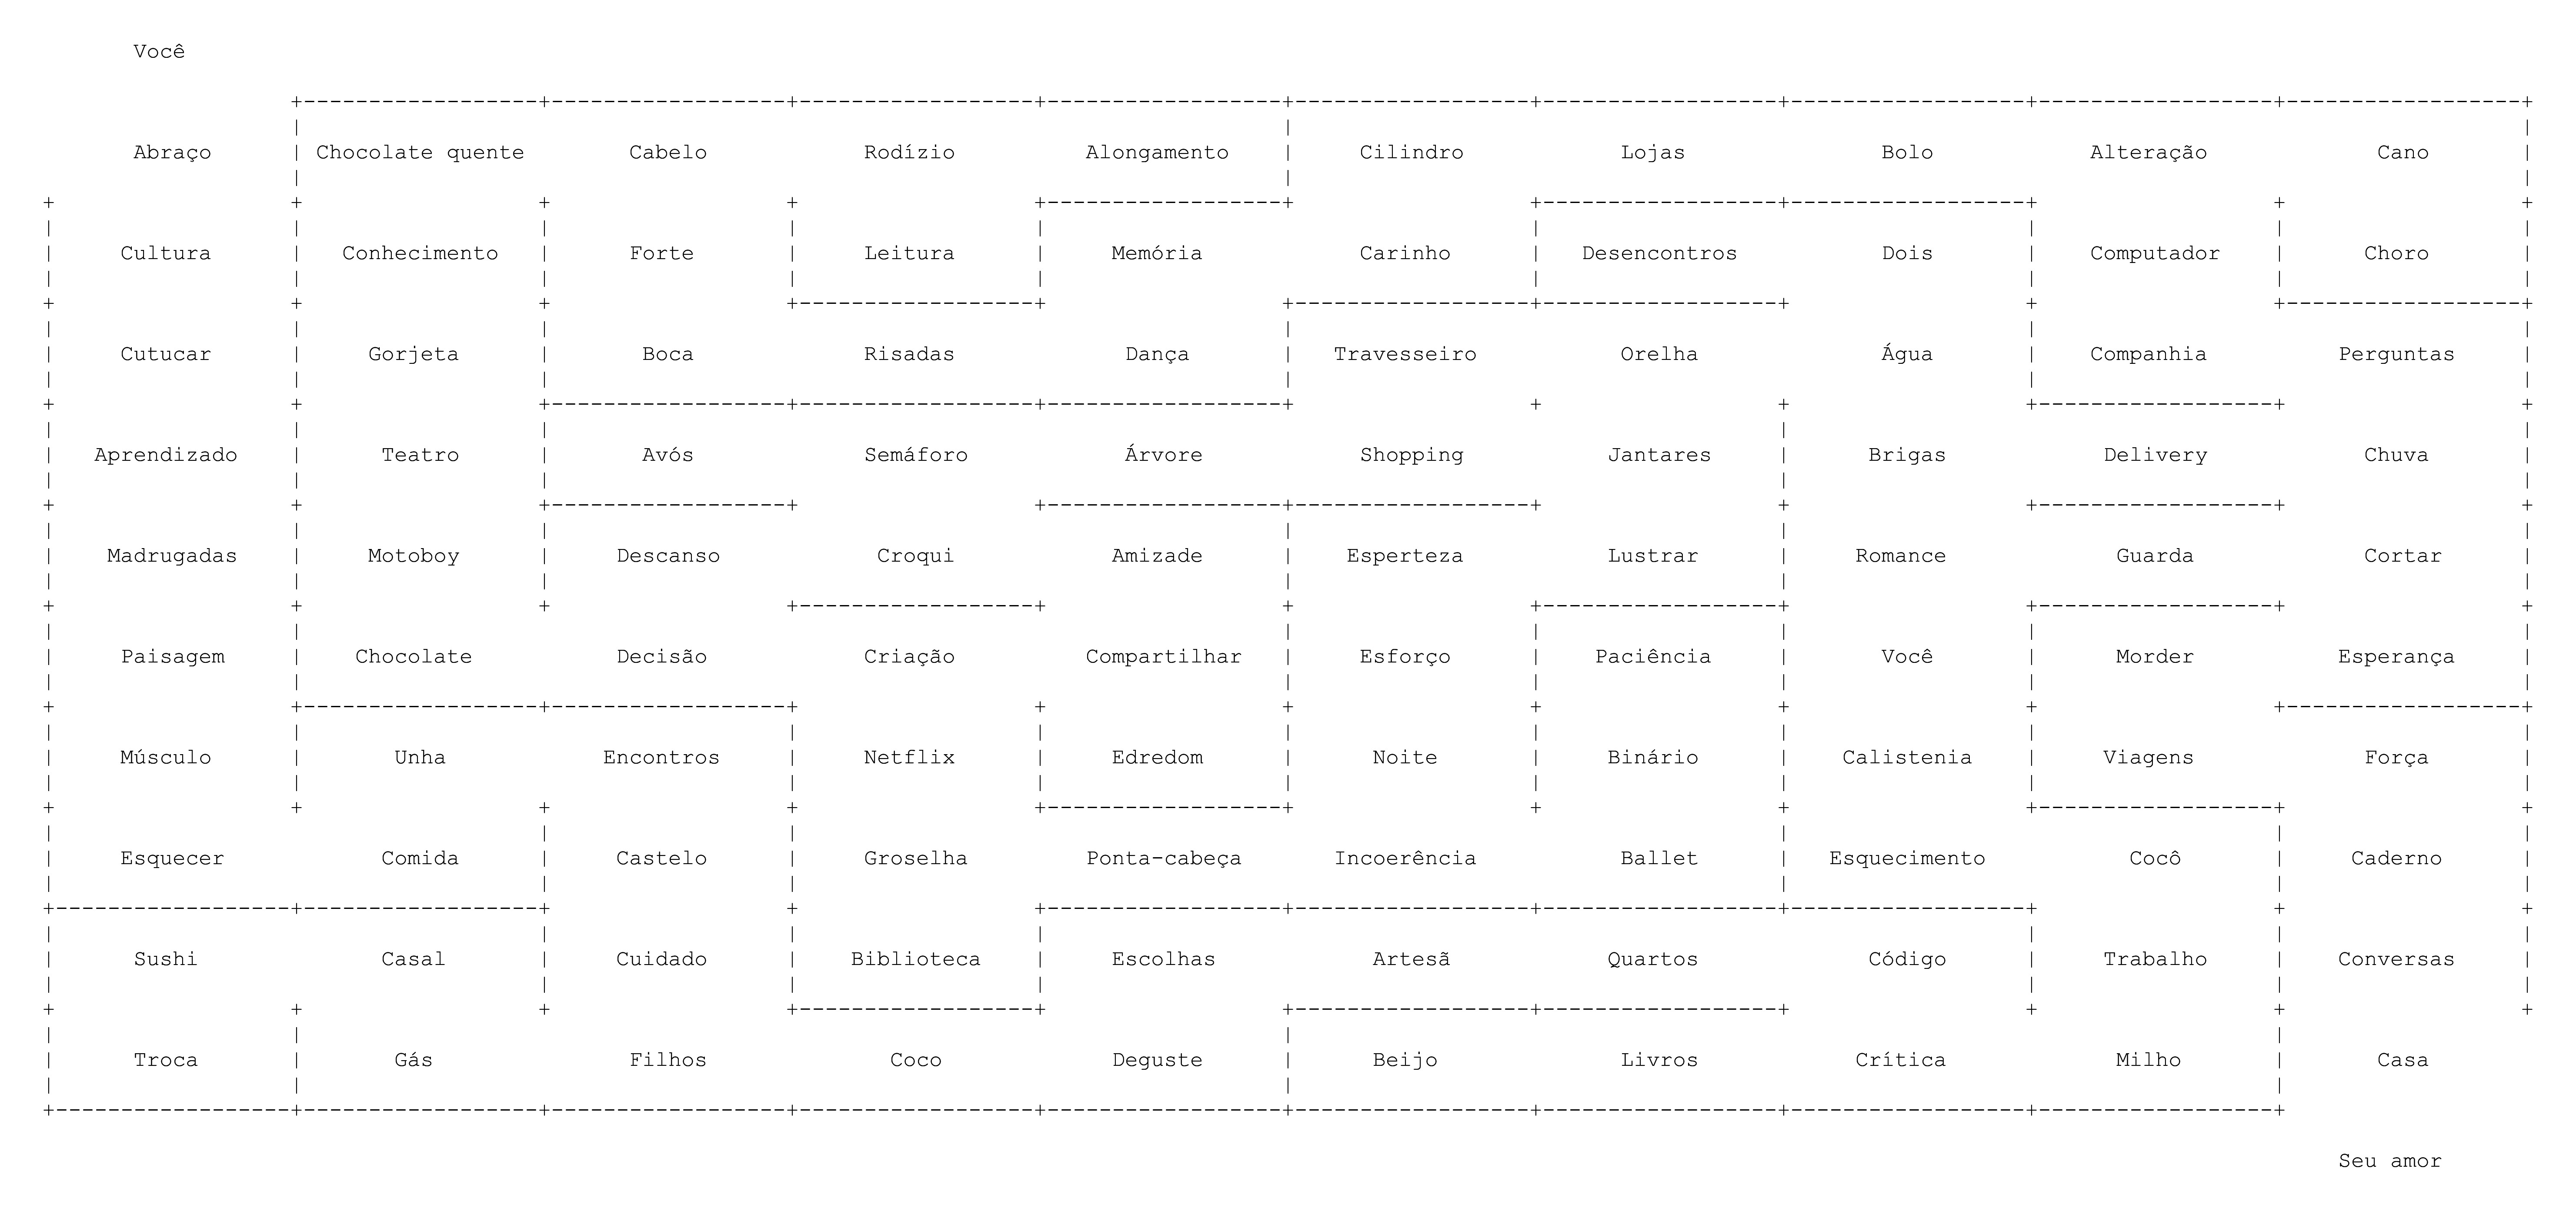 Você
Abraço Chocolate quente Cabelo Rodízio Alongamento Cilindro Lojas Bolo Alteração Cano
Cultura Conhecimento Forte Leitura Memória Carinho Desencontros Dois Computador Choro
Cutucar Gorjeta Boca Risadas Dança Travesseiro Orelha Água Companhia Perguntas
Aprendizado Teatro Avós Semáforo Árvore Shopping Jantares Brigas Delivery Chuva
Madrugadas Motoboy Descanso Croqui Amizade Esperteza Lustrar Romance Guarda Cortar
Paisagem Chocolate Decisão Criação Compartilhar Esforço Paciência Você Morder Esperança
Músculo Unha Encontros Netflix Edredom Noite Binário Calistenia Viagens Força
Esquecer Comida Castelo Groselha Ponta-cabeça Incoerência Ballet Esquecimento Cocô Caderno
Sushi Casal Cuidado Biblioteca Escolhas Artesã Quartos Código Trabalho Conversas
Troca Gás Filhos Coco Deguste Beijo Livros Crítica Milho Casa
Seu amor